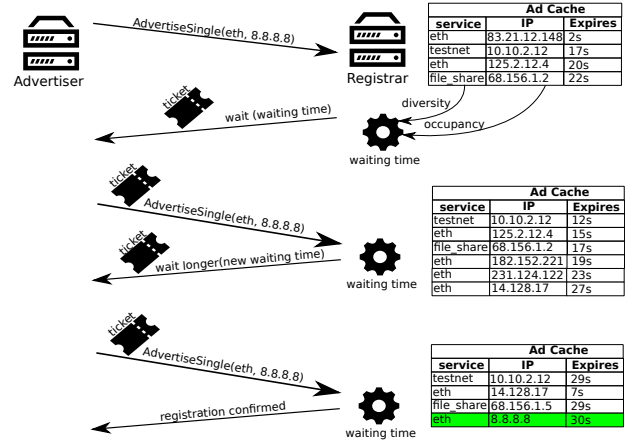 AdvertiseSingle(eth, 8.8.8.8)
Advertiser
Registrar
Ad Cache
service IP Expires
eth 83.21.12.148 2s
testnet 10.10.2.12 17s
eth 125.2.12.4 20s
file_share 68.156.1.2 22s
diversity
occupancy
ticket
wait (waiting time)
waiting time
ticket
AdvertiseSingle(eth, 8.8.8.8)
ticket
wait longer(new waiting time)
waiting time
Ad Cache
service IP Expires
testnet 10.10.2.12 12s
eth 125.2.12.4 15s
file_share 68.156.1.2 17s
eth 182.152.221 19s
eth 231.124.122 23s
eth 14.128.17 27s
ticket
AdvertiseSingle(eth, 8.8.8.8)
registration confirmed
waiting time
Ad Cache
service IP Expires
testnet 10.10.2.12 29s
eth 14.128.17 7s
file_share 68.156.1.5 29s
eth 8.8.8.8 30s